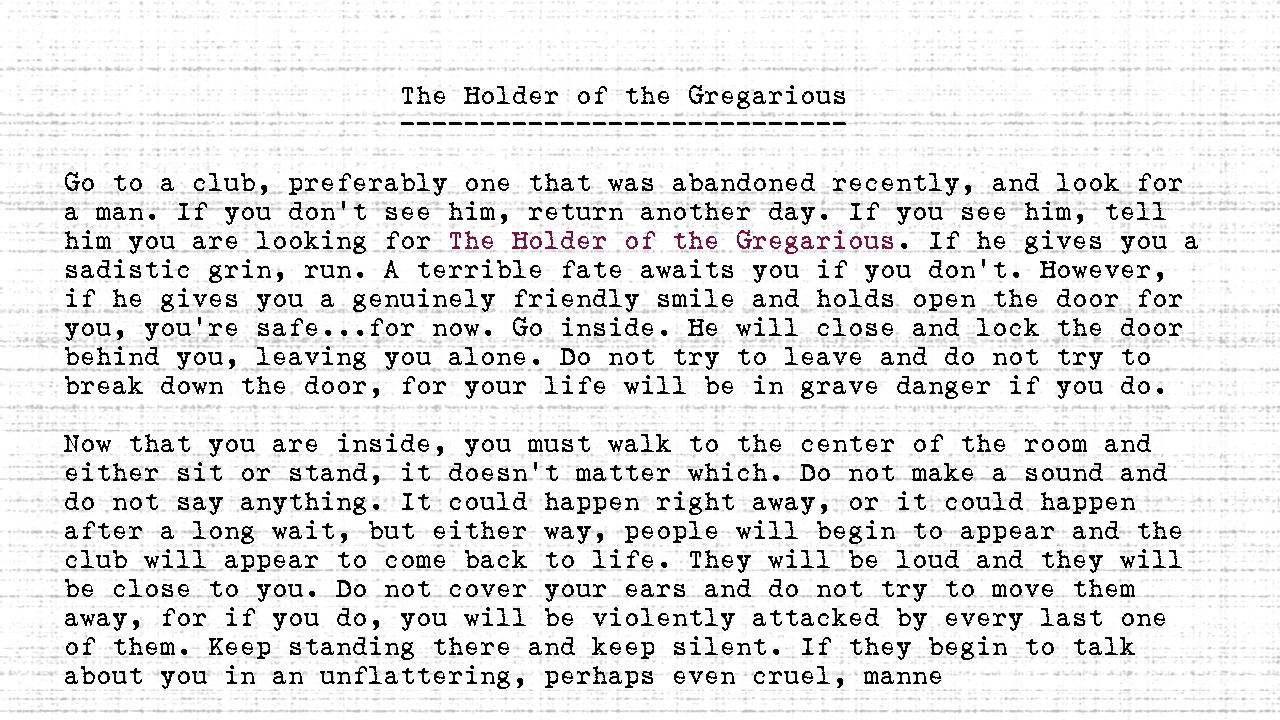 The Holder of the Gregarious
----------------------------
Go to a club, preferably one that was abandoned recently, and look for
a man. If you don't see him, return another day. If you see him, tell
him you are looking for The Holder of the Gregarious. If he gives you a
sadistic grin, run. A terrible fate awaits you if you don't. However,
if he gives you a genuinely friendly smile and holds open the door for
you, you're safe...for now. Go inside. He will close and lock the door
behind you, leaving you alone. Do not try to leave and do not try to
break down the door, for your life will be in grave danger if you do.
Now that you are inside, you must walk to the center of the room and
either sit or stand, it doesn't matter which. Do not make a sound and
do not say anything. It could happen right away, or it could happen
after a long wait, but either way, people will begin to appear and the
club will appear to come back to life. They will be loud and they will
be close to you. Do not cover your ears and do not try to move them
away, for if you do, you will be violently attacked by every last one
of them. Keep standing there and keep silent. If they begin to talk
about you in an unflattering, perhaps even cruel, manne